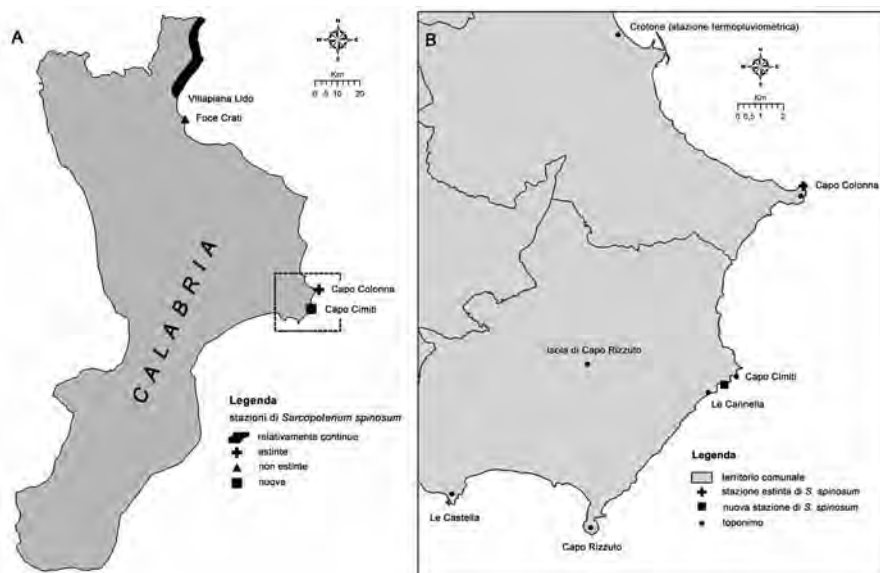 A
N
W
E
S
Km
0 5 10 20
Villapiana Lido
Foce Crati
CALABRIA
Capo Colonna
Capo Cimiti
Legenda
stazioni di Sarcopoterium spinosum
relativamente continue
estinte
non estinte
nuova
B
Crotone (stazione termopluviometrica)
N
W
E
S
Km
0 0,5 1 2
Capo Colonna
Isola di Capo Rizzuto
Capo Cimiti
Le Cannella
Le Castella
Capo Rizzuto
Legenda
territorio comunale
stazione estinta di S. spinosum
nuova stazione di S. spinosum
toponimo